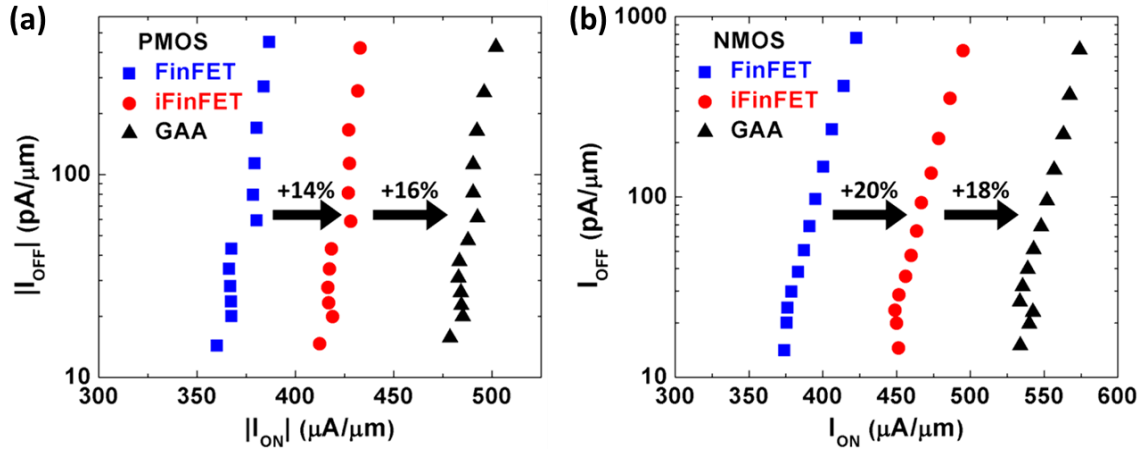 (a)
PMOS
FinFET
iFinFET
GAA
+14%
+16%
100
10
|I_OFF| (pA/μm)
300 350 400 450 500
|I_ON| (μA/μm)
(b)
NMOS
FinFET
iFinFET
GAA
+20%
+18%
1000
100
10
I_OFF (pA/μm)
300 350 400 450 500 550 600
I_ON (μA/μm)